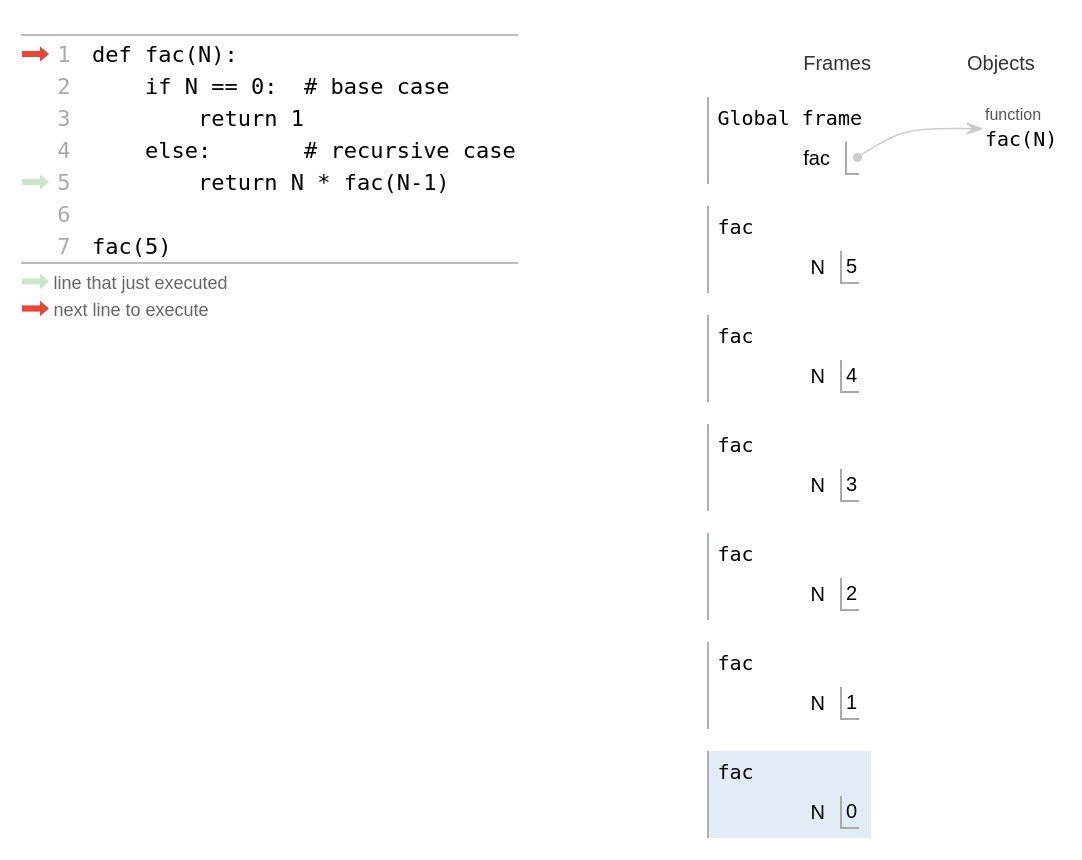 1 def fac(N):
2     if N == 0:  # base case
3         return 1
4     else:       # recursive case
5         return N * fac(N-1)
6
7 fac(5)
line that just executed
next line to execute
Frames Objects
Global frame
fac
function
fac(N)
fac
N 5
fac
N 4
fac
N 3
fac
N 2
fac
N 1
fac
N 0